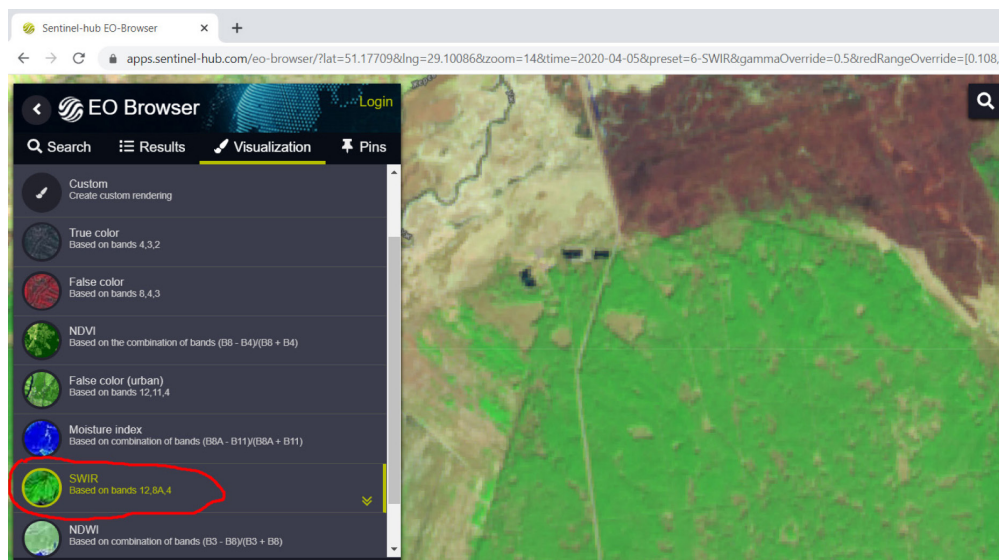 Sentinel-hub EO-Browser
apps.sentinel-hub.com/eo-browser/?lat=51.17709&lng=29.10086&zoom=14&time=2020-04-05&preset=6-SWIR&gammaOverride=0.5&redRangeOverride=[0.108,
EO Browser
Login
Search Results Visualization Pins
Custom
Create custom rendering
True color
Based on bands 4,3,2
False color
Based on bands 8,4,3
NDVI
Based on the combination of bands (B8 - B4)/(B8 + B4)
False color (urban)
Based on bands 12,11,4
Moisture index
Based on combination of bands (B8A - B11)/(B8A + B11)
SWIR
Based on bands 12,8A,4
NDWI
Based on combination of bands (B3 - B8)/(B3 + B8)